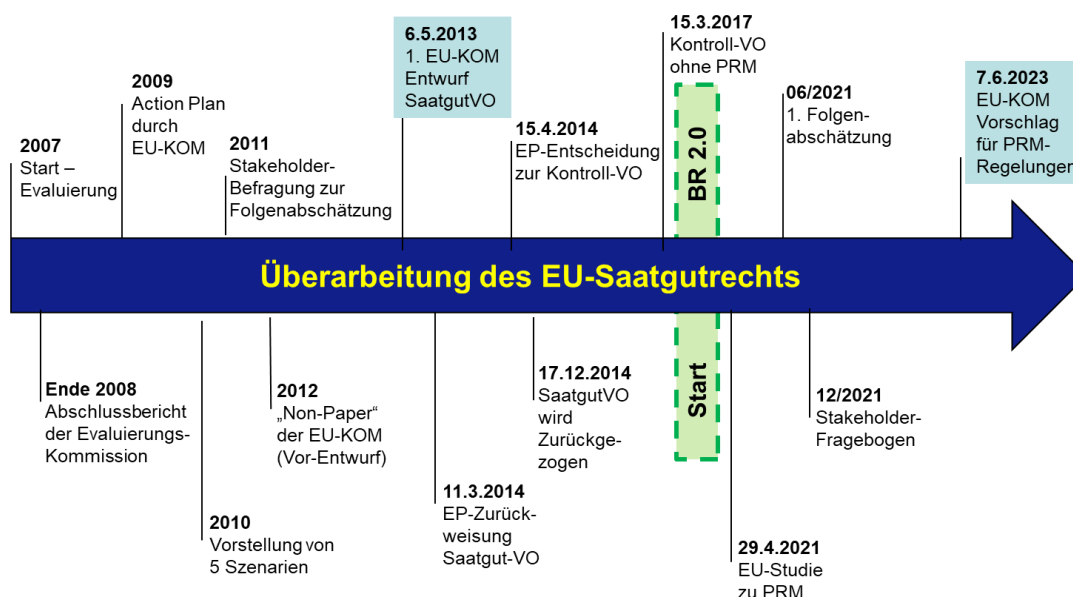 2007
Start –
Evaluierung
2009
Action Plan
durch
EU-KOM
2011
Stakeholder-
Befragung zur
Folgenabschätzung
6.5.2013
1. EU-KOM
Entwurf
SaatgutVO
15.4.2014
EP-Entscheidung
zur Kontroll-VO
15.3.2017
Kontroll-VO
ohne PRM
BR 2.0
06/2021
1. Folgen-
abschätzung
7.6.2023
EU-KOM
Vorschlag
für PRM-
Regelungen
Überarbeitung des EU-Saatgutrechts
Ende 2008
Abschlussbericht
der Evaluierungs-
Kommission
2010
Vorstellung von
5 Szenarien
2012
„Non-Paper“
der EU-KOM
(Vor-Entwurf)
11.3.2014
EP-Zurück-
weisung
Saatgut-VO
17.12.2014
SaatgutVO
wird
Zurückge-
zogen
Start
29.4.2021
EU-Studie
zu PRM
12/2021
Stakeholder-
Fragebogen